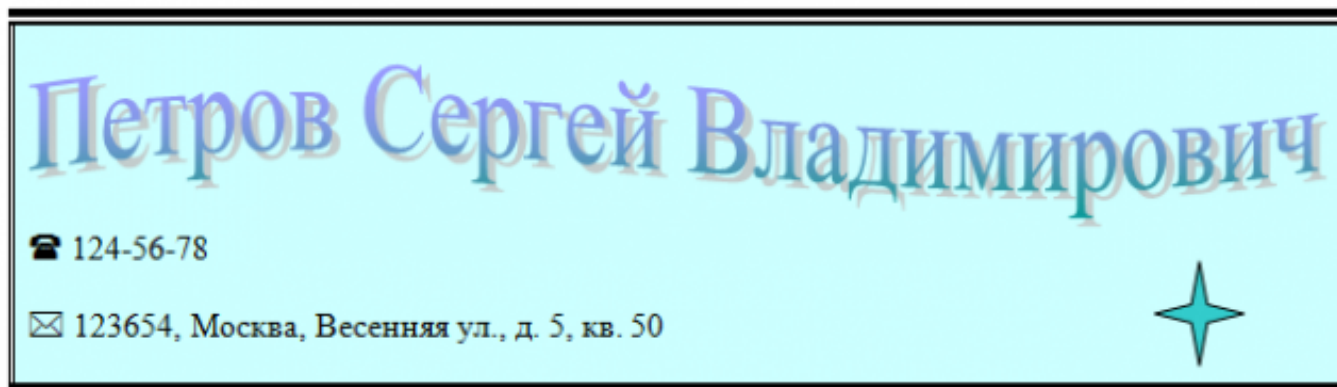 Петров Сергей Владимирович
☎ 124-56-78
✉ 123654, Москва, Весенняя ул., д. 5, кв. 50